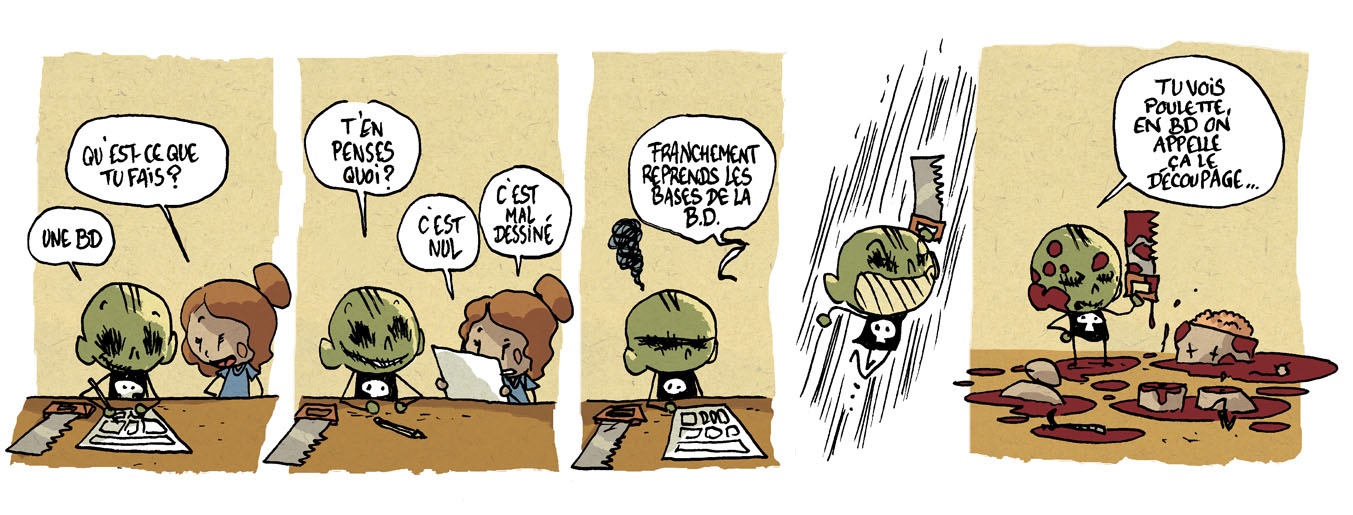 QU'EST-CE QUE
TU FAIS?
UNE BD
T'EN
PENSES
QUOI?
C'EST
NUL
C'EST
MAL
DESSINÉ
FRANCHEMENT
REPRENDS LES
BASES DE LA
B.D.
TU VOIS
POULETTE,
EN BD ON
APPELLE
ÇA LE
DÉCOUPAGE...